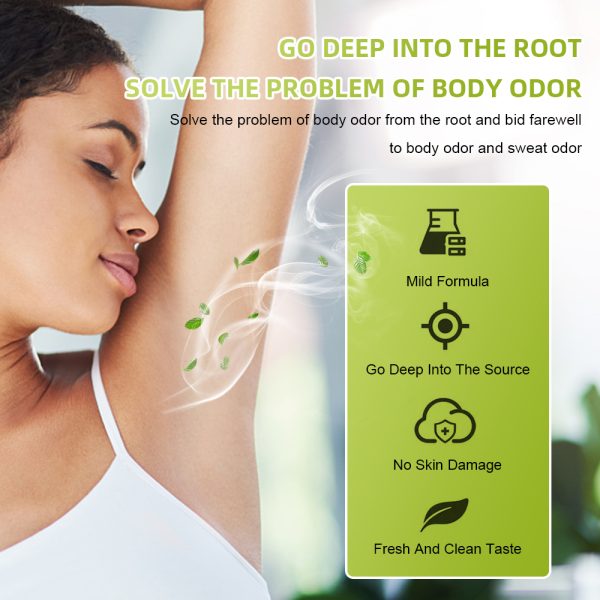 GO DEEP INTO THE ROOT
SOLVE THE PROBLEM OF BODY ODOR
Solve the problem of body odor from the root and bid farewell
to body odor and sweat odor
Mild Formula
Go Deep Into The Source
No Skin Damage
Fresh And Clean Taste